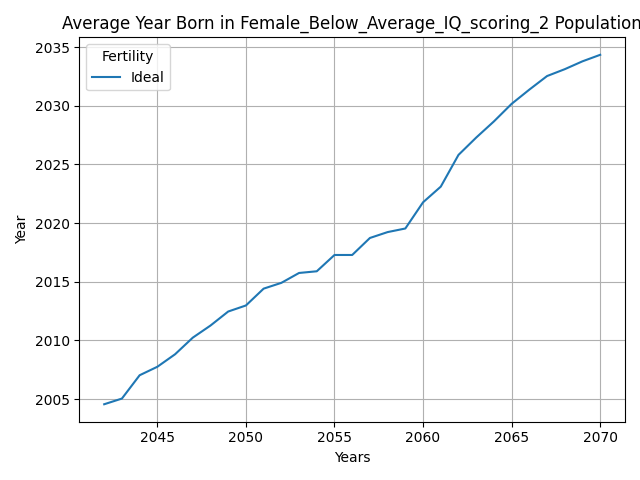 Average Year Born in Female_Below_Average_IQ_scoring_2 Population
Fertility
Ideal
2035
2030
2025
2020
2015
2010
2005
Year
2045 2050 2055 2060 2065 2070
Years